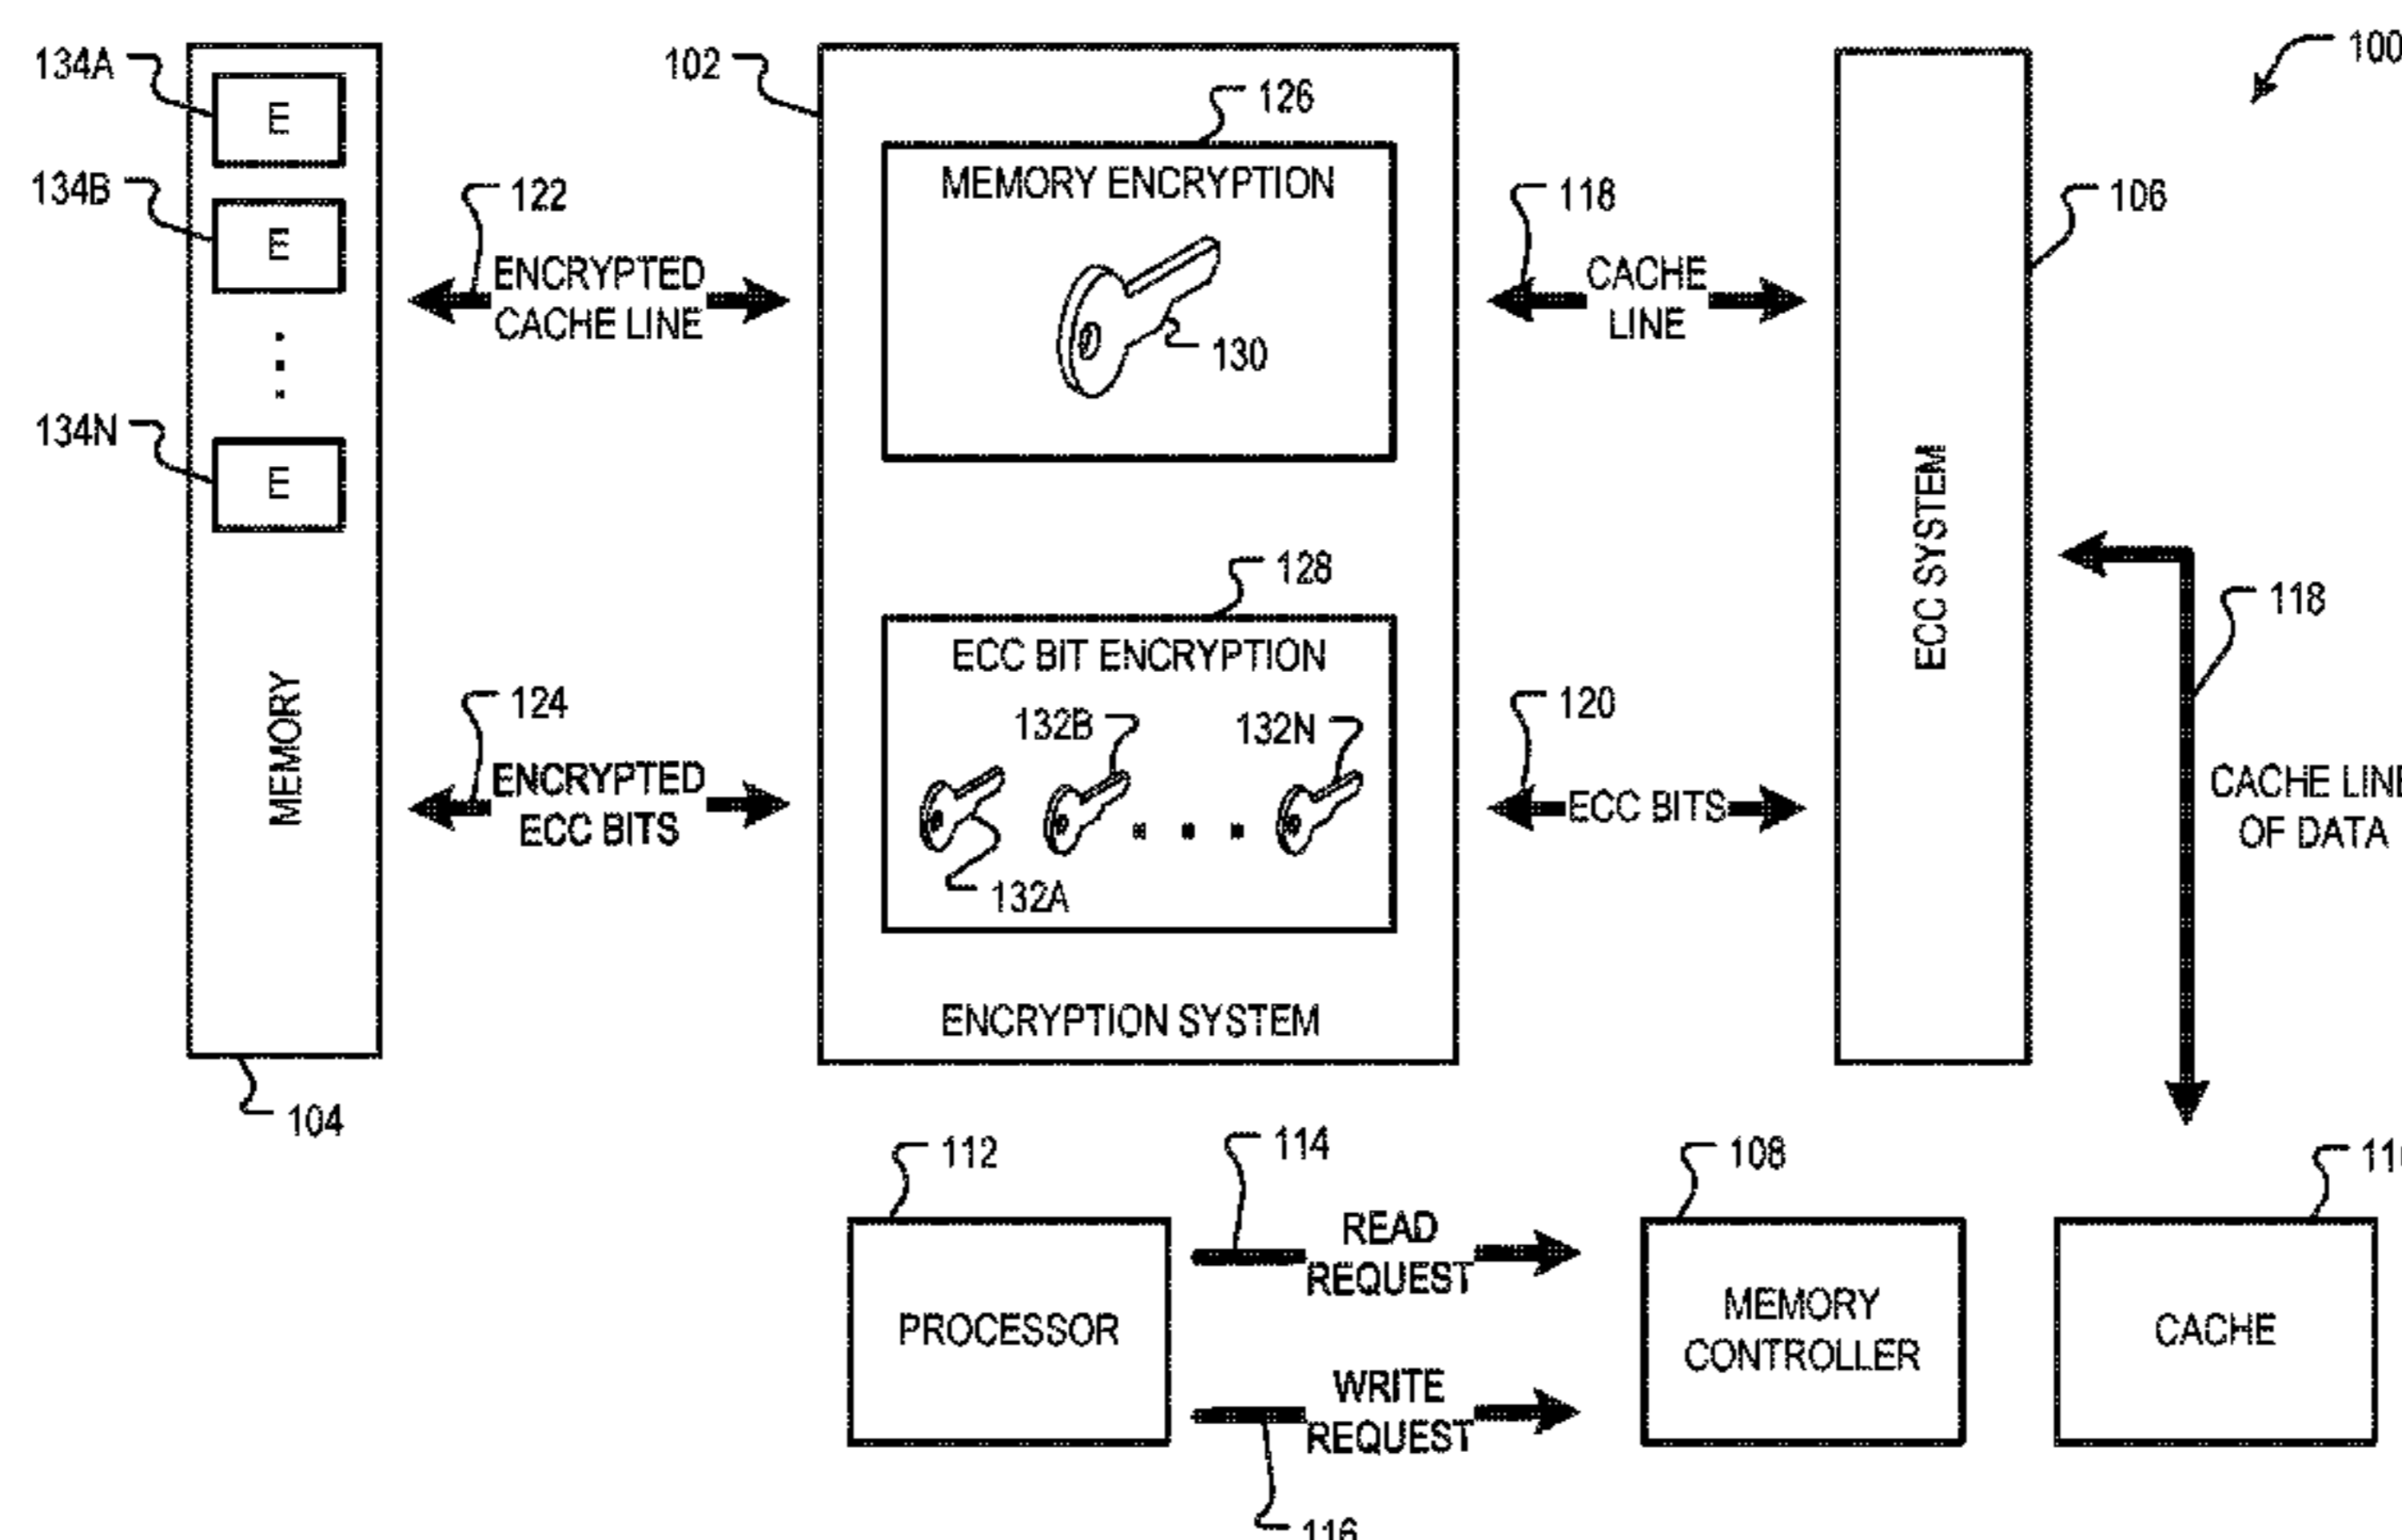 134A
E
102
100
126
MEMORY ENCRYPTION
134B
E
122
118
106
ENCRYPTED
CACHE LINE
CACHE
LINE
130
134N
E
ECC SYSTEM
128
118
ECC BIT ENCRYPTION
MEMORY
124
132B
132N
120
ENCRYPTED
ECC BITS
ECC BITS
CACHE LINE
OF DATA
132A
ENCRYPTION SYSTEM
104
112
114
108
READ
REQUEST
PROCESSOR
MEMORY
CONTROLLER
CACHE
WRITE
REQUEST
116